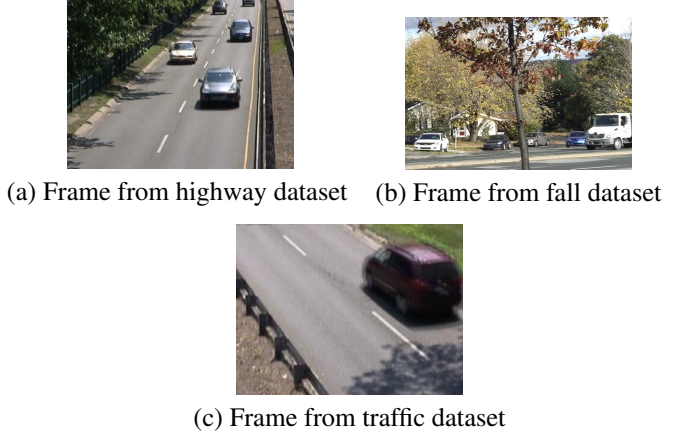 (a) Frame from highway dataset
(b) Frame from fall dataset
(c) Frame from traffic dataset